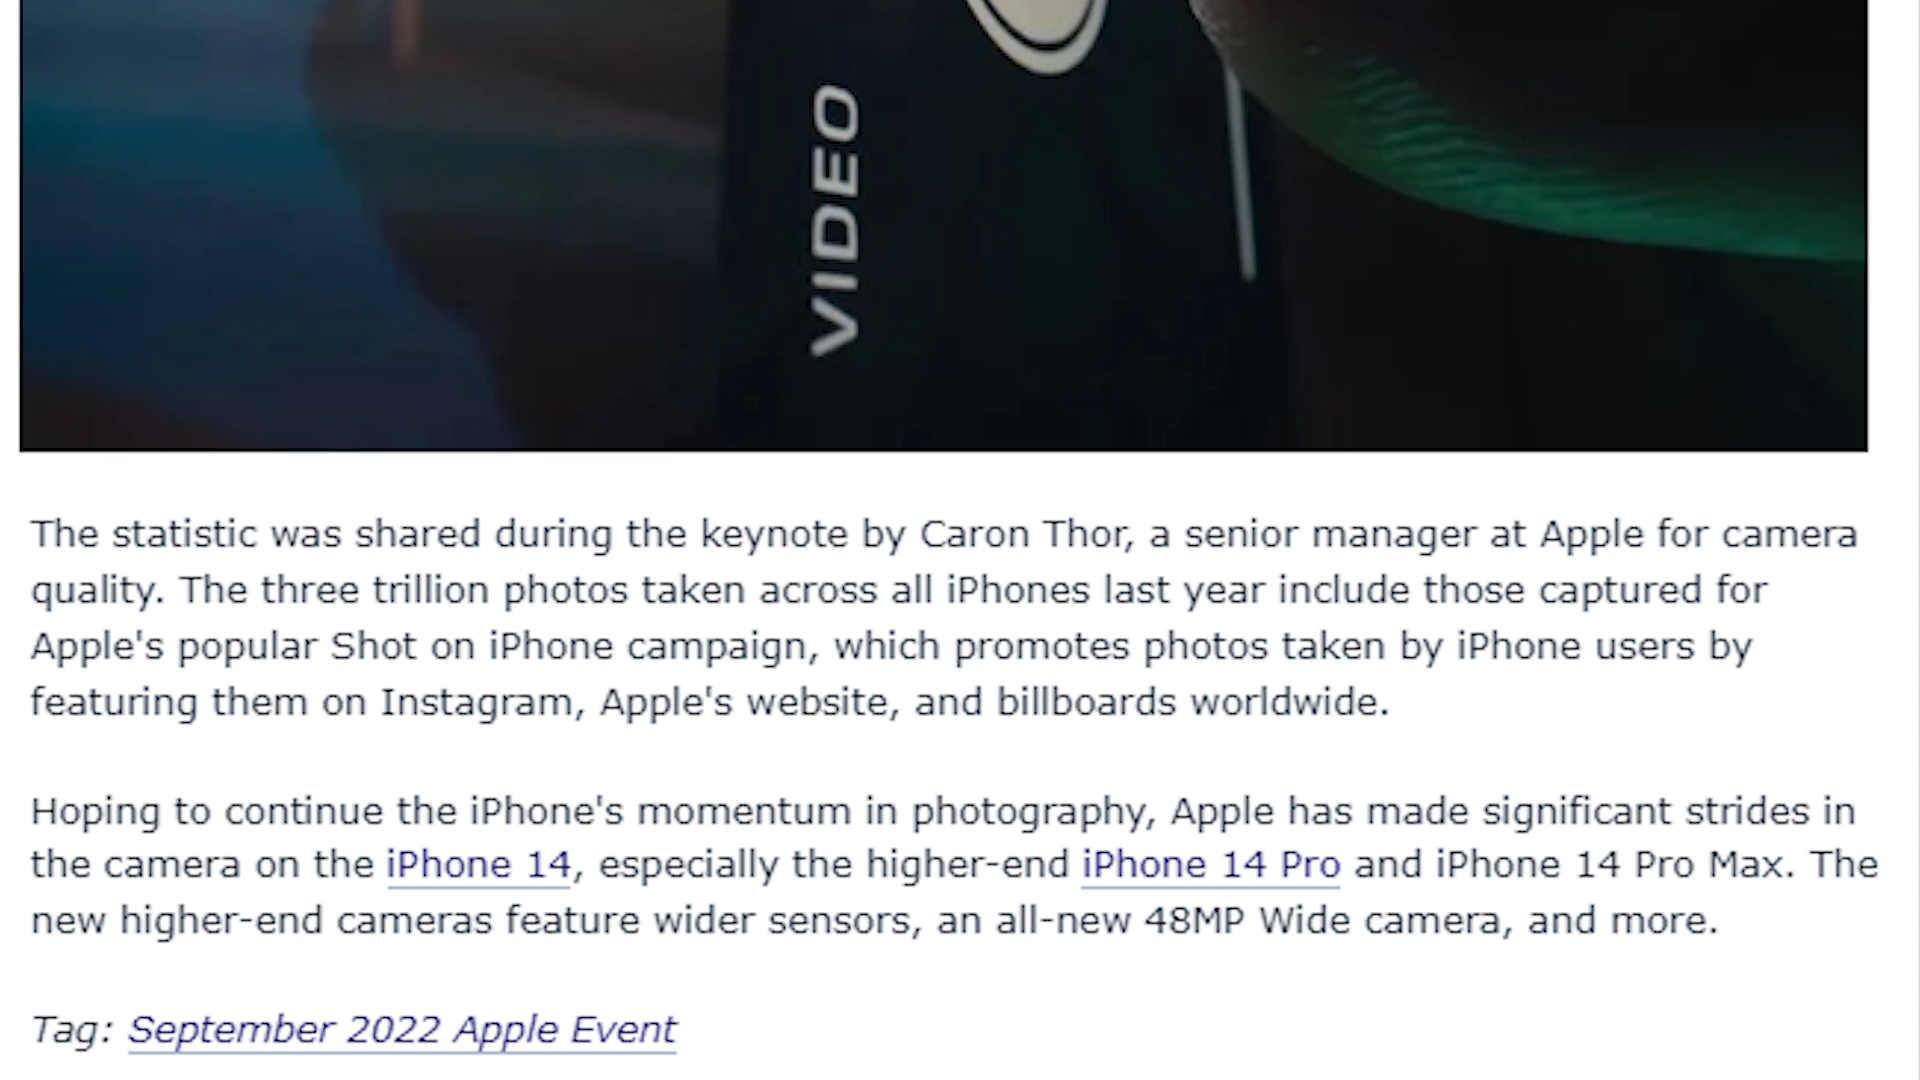 VIDEO
The statistic was shared during the keynote by Caron Thor, a senior manager at Apple for camera
quality. The three trillion photos taken across all iPhones last year include those captured for
Apple's popular Shot on iPhone campaign, which promotes photos taken by iPhone users by
featuring them on Instagram, Apple's website, and billboards worldwide.
Hoping to continue the iPhone's momentum in photography, Apple has made significant strides in
the camera on the iPhone 14, especially the higher-end iPhone 14 Pro and iPhone 14 Pro Max. The
new higher-end cameras feature wider sensors, an all-new 48MP Wide camera, and more.
Tag: September 2022 Apple Event